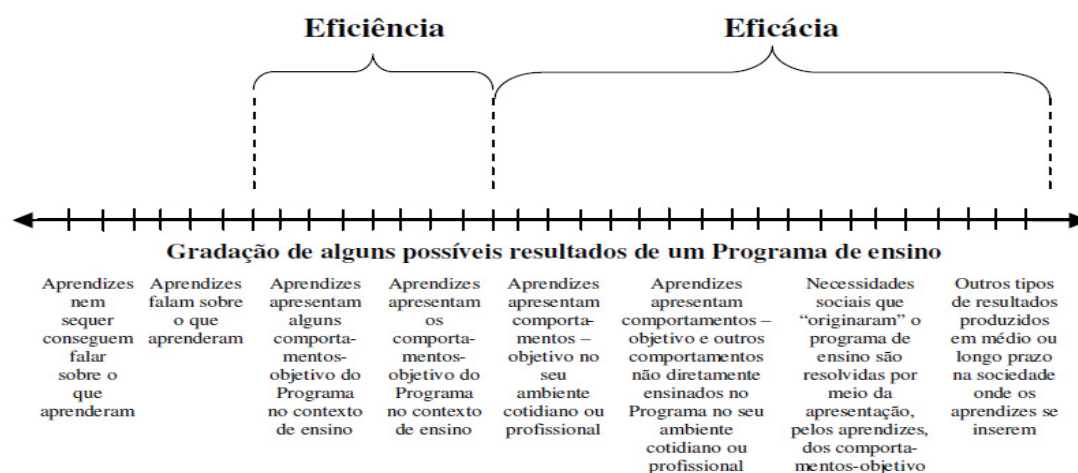 Eficiência
Eficácia
Gradação de alguns possíveis resultados de um Programa de ensino
Aprendizes
nem
sequer
conseguem
falar
sobre o
que
aprenderam
Aprendizes
falam sobre
o que
aprenderam
Aprendizes
apresentam
alguns
comporta-
mentos-
objetivo do
Programa
no contexto
de ensino
Aprendizes
apresentam
os
comporta-
mentos-
objetivo do
Programa
no contexto
de ensino
Aprendizes
apresentam
comporta-
mentos –
objetivo no
seu
ambiente
cotidiano ou
profissional
Aprendizes
apresentam
comportamentos –
objetivo e outros
comportamentos
não diretamente
ensinados no
Programa no seu
ambiente
cotidiano ou
profissional
Necessidades
sociais que
“originaram” o
programa de
ensino são
resolvidas por
meio da
apresentação,
pelos aprendizes,
dos comporta-
mentos-objetivo
Outros tipos
de resultados
produzidos
em médio ou
longo prazo
na sociedade
onde os
aprendizes se
inserem